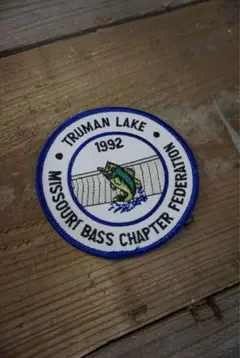 • TRUMAN LAKE •
1992
MISSOURI BASS CHAPTER FEDERATION